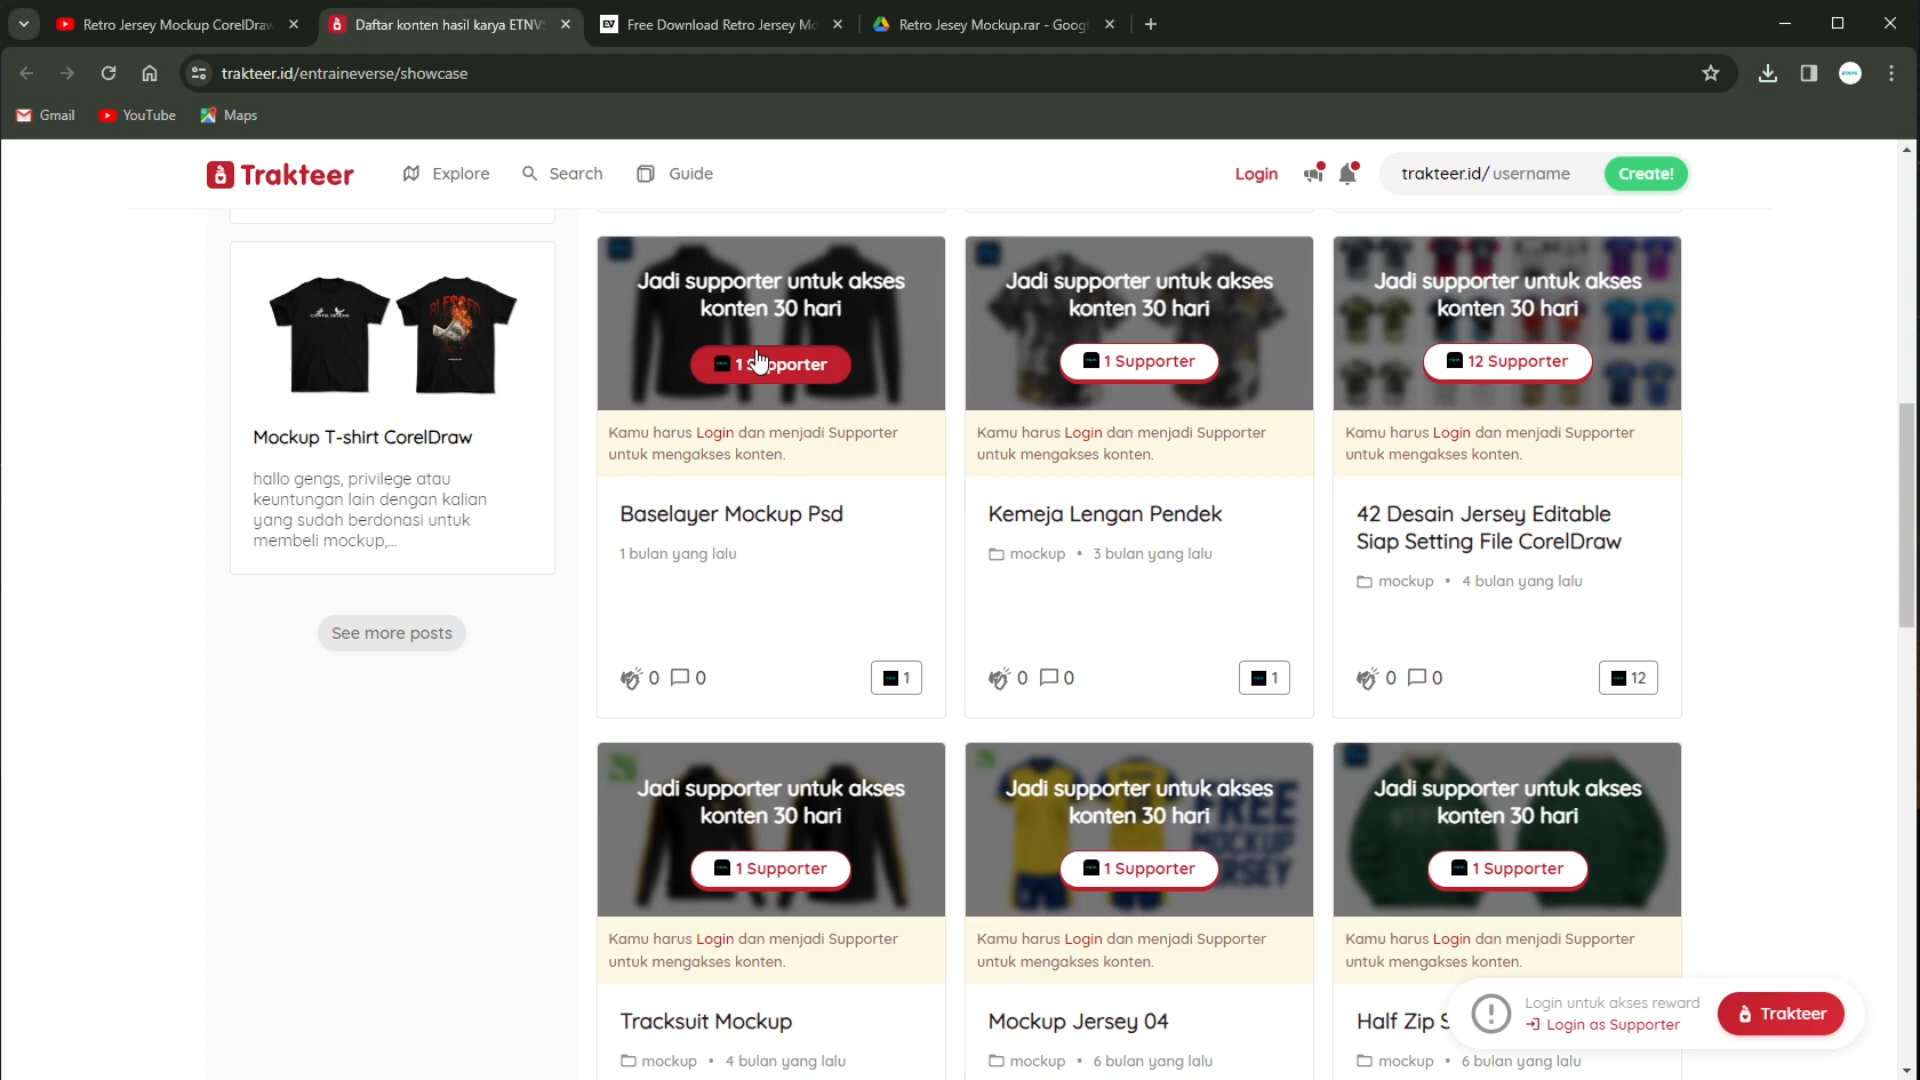 Retro Jersey Mockup CorelDraw
Daftar konten hasil karya ETNVS
Free Download Retro Jersey Mo
Retro Jesey Mockup.rar - Googl
trakteer.id/entraineverse/showcase
Gmail
YouTube
Maps
Trakteer
Explore
Search
Guide
Login
trakteer.id/ username
Create!
Mockup T-shirt CorelDraw
hallo gengs, privilege atau
keuntungan lain dengan kalian
yang sudah berdonasi untuk
membeli mockup,...
See more posts
Jadi supporter untuk akses
konten 30 hari
1 Supporter
Kamu harus Login dan menjadi Supporter
untuk mengakses konten.
Baselayer Mockup Psd
1 bulan yang lalu
0
0
1
Jadi supporter untuk akses
konten 30 hari
1 Supporter
Kamu harus Login dan menjadi Supporter
untuk mengakses konten.
Kemeja Lengan Pendek
mockup • 3 bulan yang lalu
0
0
1
Jadi supporter untuk akses
konten 30 hari
12 Supporter
Kamu harus Login dan menjadi Supporter
untuk mengakses konten.
42 Desain Jersey Editable
Siap Setting File CorelDraw
mockup • 4 bulan yang lalu
0
0
12
Jadi supporter untuk akses
konten 30 hari
1 Supporter
Kamu harus Login dan menjadi Supporter
untuk mengakses konten.
Tracksuit Mockup
mockup • 4 bulan yang lalu
FREE
MOCKUP
JERSEY
Jadi supporter untuk akses
konten 30 hari
1 Supporter
Kamu harus Login dan menjadi Supporter
untuk mengakses konten.
Mockup Jersey 04
mockup • 6 bulan yang lalu
Jadi supporter untuk akses
konten 30 hari
1 Supporter
Kamu harus Login dan menjadi Supporter
untuk mengakses konten.
Half Zip S
mockup • 6 bulan yang lalu
Login untuk akses reward
Login as Supporter
Trakteer